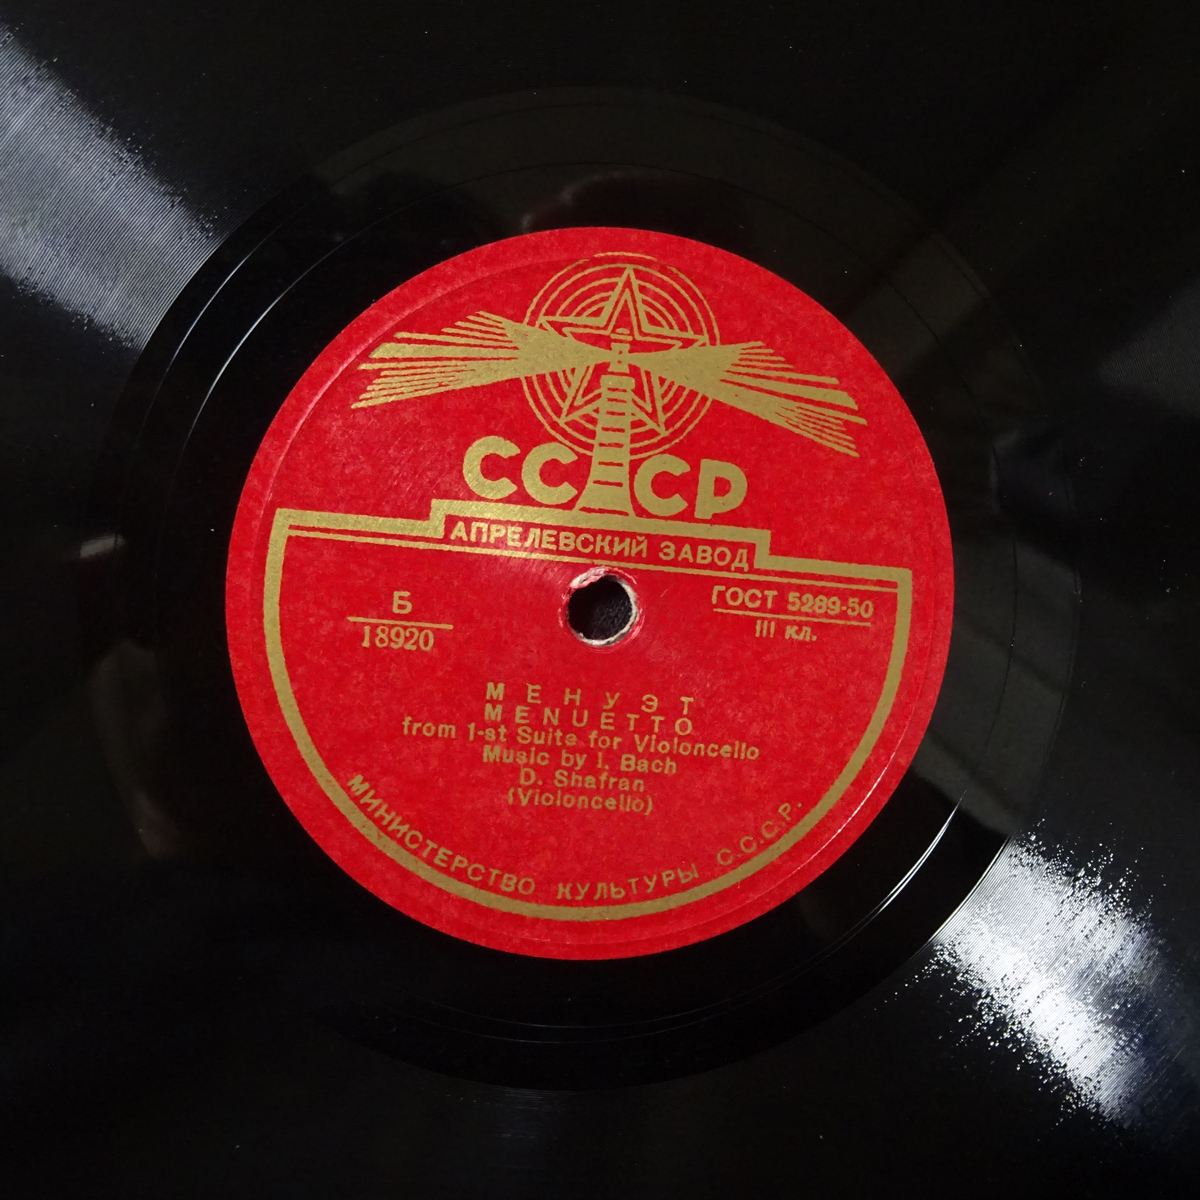 СССР
АПРЕЛЕВСКИЙ ЗАВОД
Б
18920
ГОСТ 5289-50
III кл.
МЕНУЭТ
MENUETTO
from 1-st Suite for Violoncello
Music by I. Bach
D. Shafran
(Violoncello)
МИНИСТЕРСТВО КУЛЬТУРЫ С.С.С.Р.